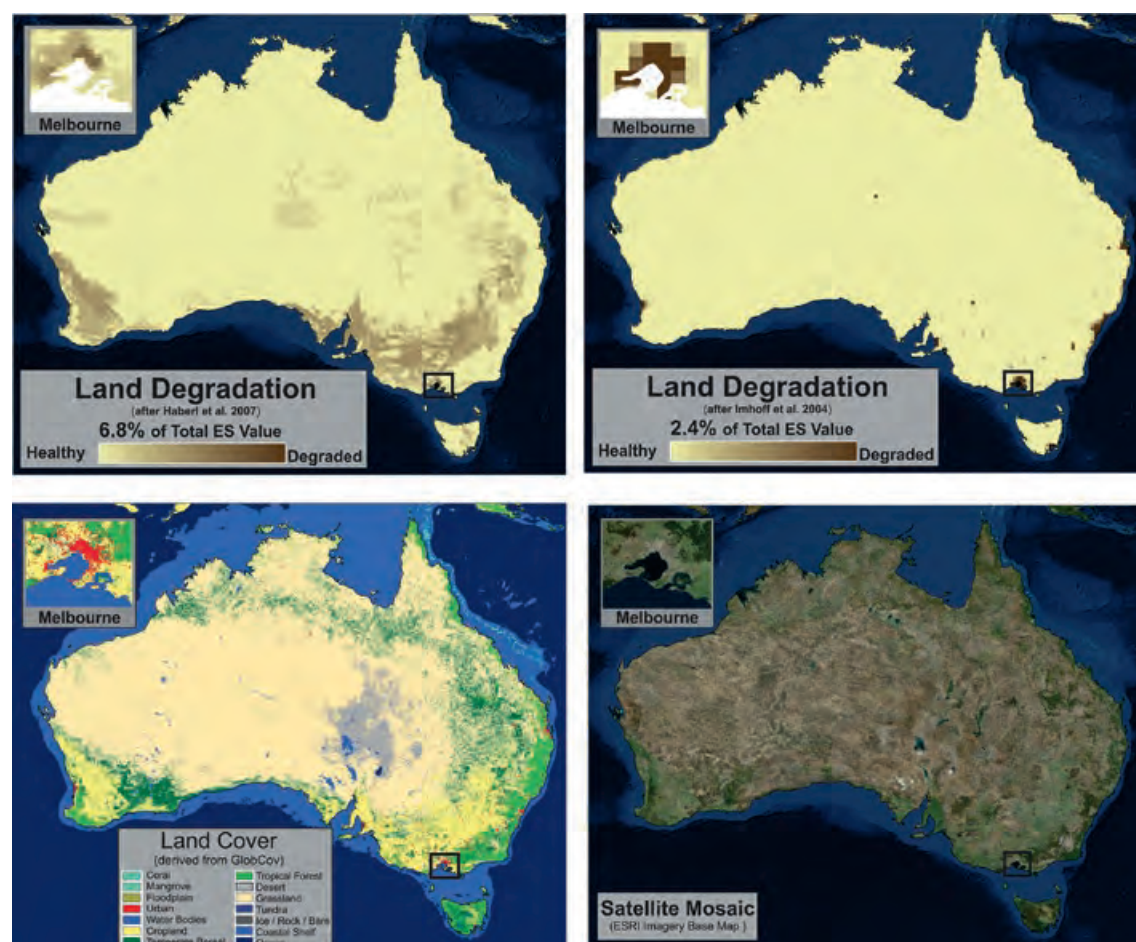 Melbourne
Land Degradation
(after Haberl et al. 2007)
6.8% of Total ES Value
Healthy
Degraded
Melbourne
Land Degradation
(after Imhoff et al. 2004)
2.4% of Total ES Value
Healthy
Degraded
Melbourne
Land Cover
(derived from GlobCov)
Coral
Mangrove
Floodplain
Urban
Water Bodies
Cropland
Tropical Forest
Desert
Grassland
Tundra
Ice / Rock / Bare
Coastal Shelf
Melbourne
Satellite Mosaic
(ESRI Imagery Base Map )